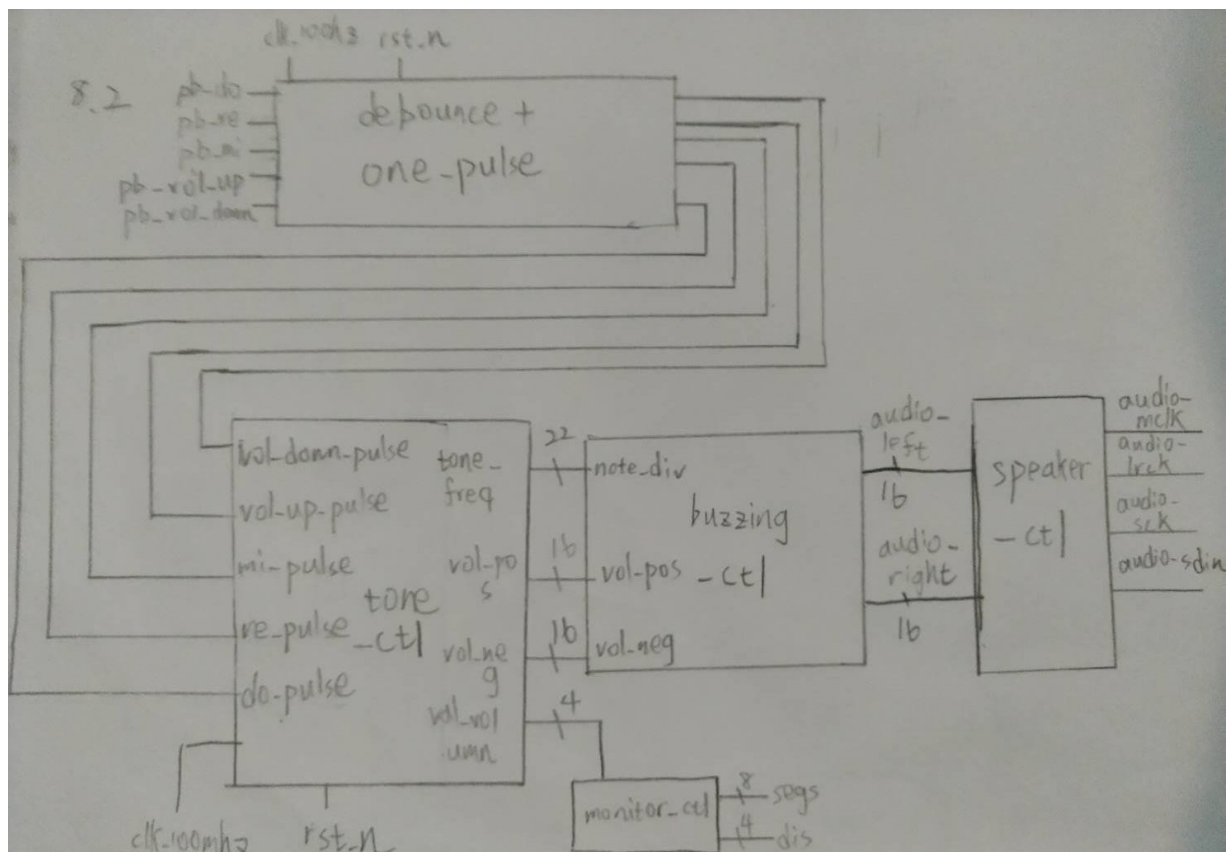 clk_100hz rst_n
8.2
pb_do
pb_re
pb_mi
pb_vol_up
pb_vol_down
debounce +
one_pulse
vol_down_pulse
vol_up_pulse
mi_pulse
re_pulse
do_pulse
tone
_ctl
tone_
freq
vol_po
s
vol_ne
g
val_vol
umn
22
16
16
4
note_div
vol_pos
vol_neg
buzzing
_ctl
audio_
left
16
audio_
right
16
speaker
_ctl
audio_
mclk
audio_
lrck
audio_
sck
audio_sdin
clk_100mhz
rst_n
monitor_ctl
8
segs
4
dis